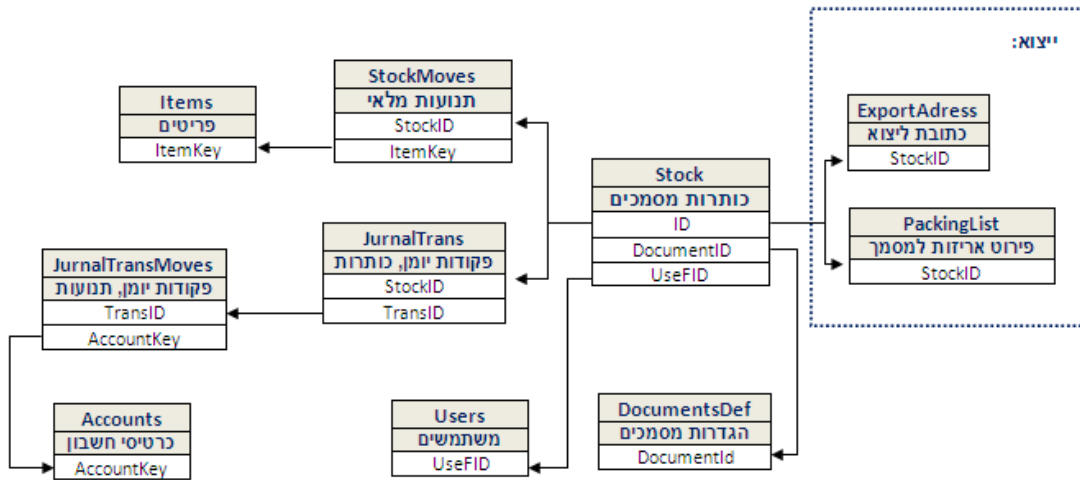 ייצוא:
StockMoves
תנועות מלאי
StockID
ItemKey
Items
פריטים
ItemKey
ExportAdress
כתובת ליצוא
StockID
Stock
כותרות מסמכים
ID
DocumentID
UseFID
PackingList
פירוט אריזות למסמך
StockID
JurnalTrans
פקודות יומן, כותרות
StockID
TransID
JurnalTransMoves
פקודות יומן, תנועות
TransID
AccountKey
Accounts
כרטיסי חשבון
AccountKey
Users
משתמשים
UseFID
DocumentsDef
הגדרות מסמכים
DocumentId